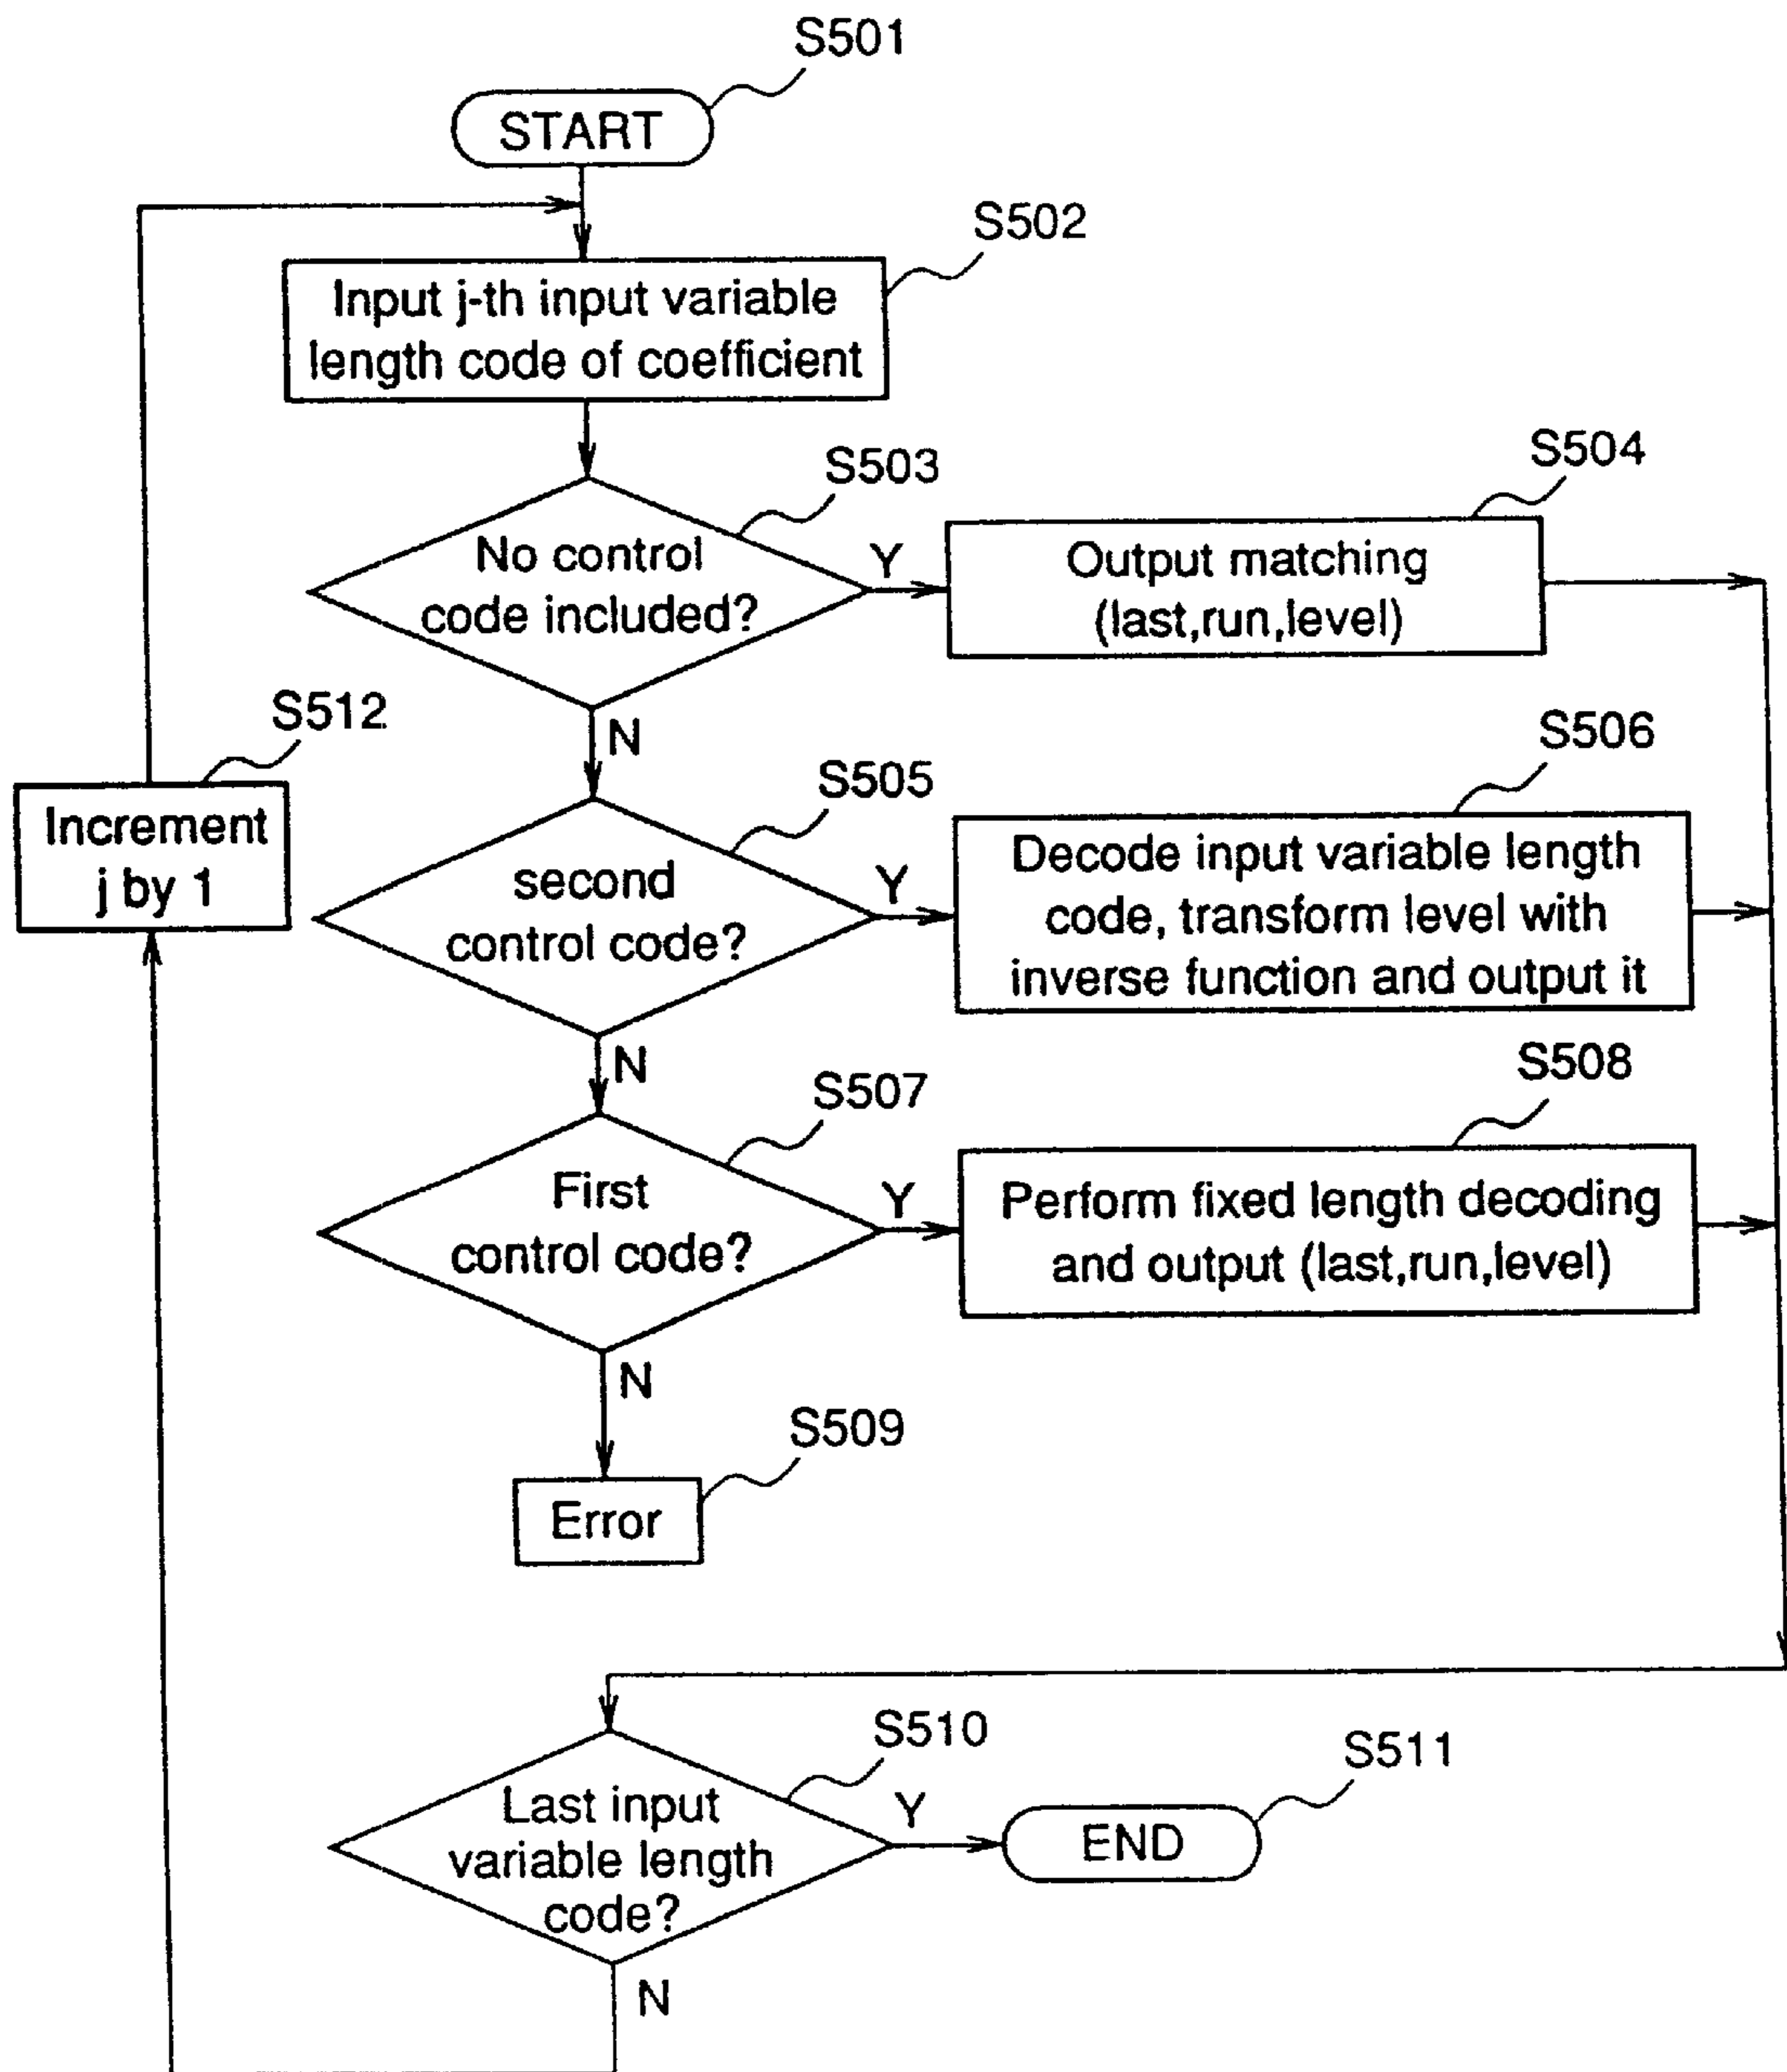 S501
START
S502
Input j-th input variable
length code of coefficient
S503
No control
code included?
Y
S504
Output matching
(last,run,level)
N
S512
Increment
j by 1
S505
second
control code?
Y
S506
Decode input variable length
code, transform level with
inverse function and output it
N
S507
First
control code?
Y
S508
Perform fixed length decoding
and output (last,run,level)
N
S509
Error
S510
Last input
variable length
code?
Y
S511
END
N